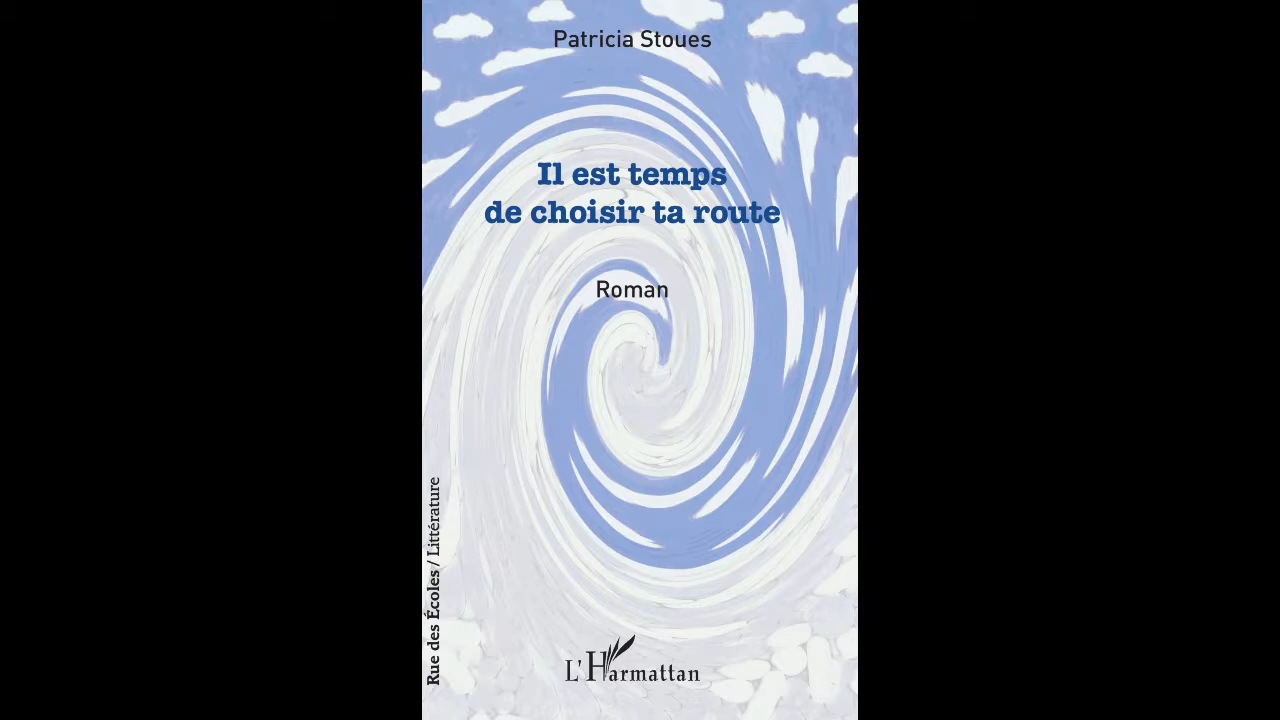 Patricia Stoues
Il est temps
de choisir ta route
Roman
Rue des Écoles / Littérature
L'Harmattan